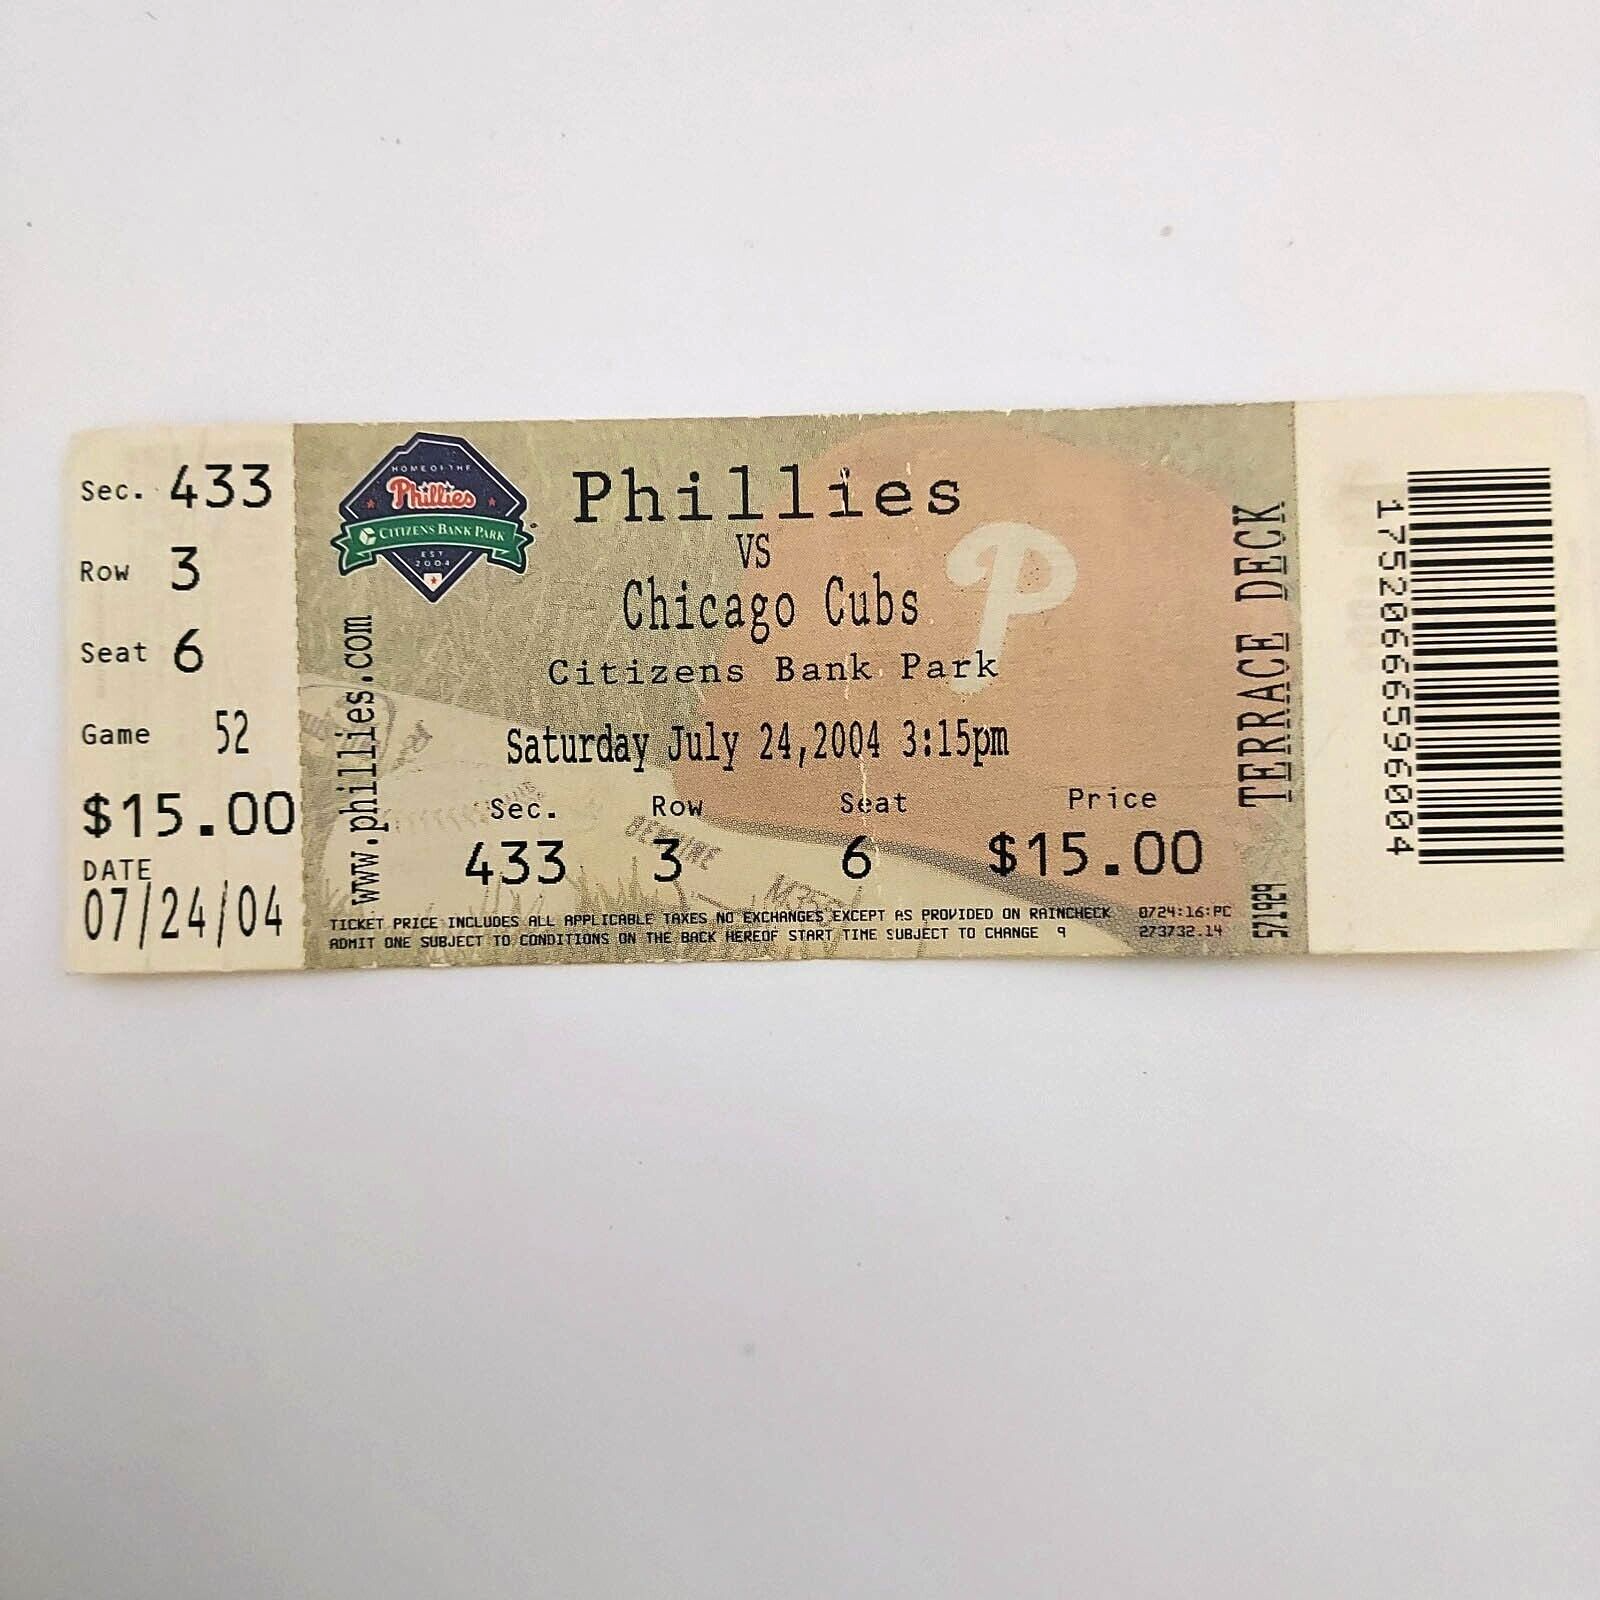 Sec. 433
Row 3
Seat 6
Game 52
$15.00
DATE
07/24/04
HOME OF THE
Phillies
CITIZENS BANK PARK
EST
2004
www.phillies.com
Phillies
VS
Chicago Cubs
Citizens Bank Park
Saturday July 24,2004 3:15pm
Sec. Row Seat Price
433 3 6 $15.00
TICKET PRICE INCLUDES ALL APPLICABLE TAXES NO EXCHANGES EXCEPT AS PROVIDED ON RAINCHECK 0724:16:PC
ADMIT ONE SUBJECT TO CONDITIONS ON THE BACK HEREOF START TIME SUBJECT TO CHANGE 9 273732.14
P
TERRACE DECK
571929
1752066596004